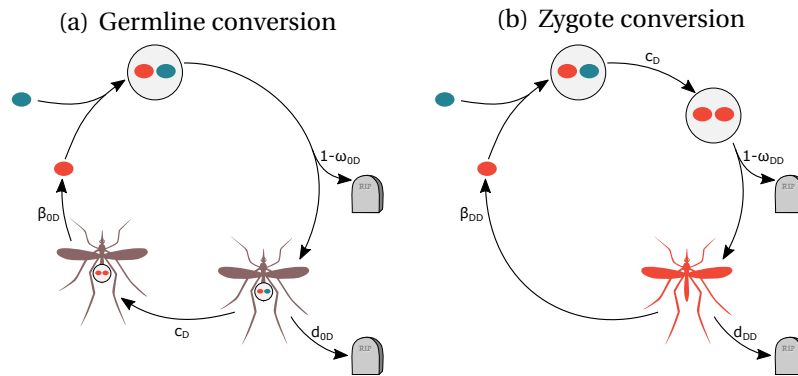 (a) Germline conversion
1-ω0D
RIP
β0D
cD
d0D
RIP
(b) Zygote conversion
cD
1-ωDD
RIP
βDD
dDD
RIP